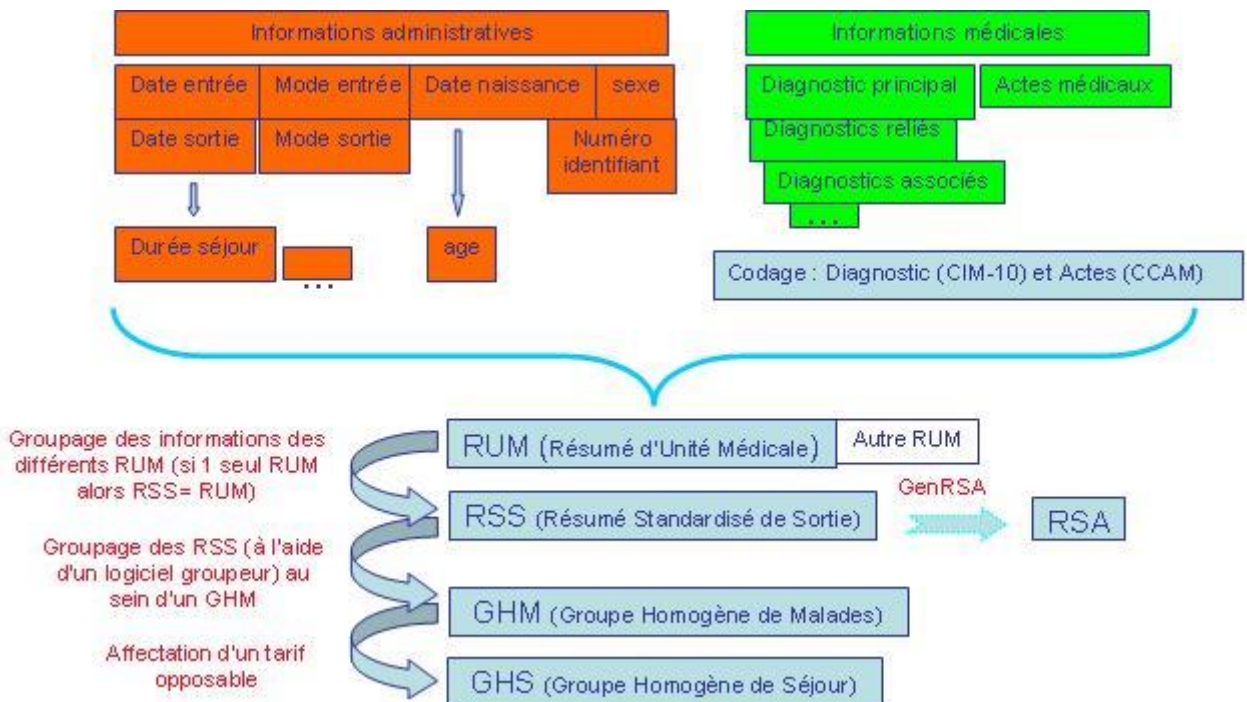 Informations administratives
Informations médicales
Date entrée
Mode entrée
Date naissance
sexe
Date sortie
Mode sortie
Numéro
identifiant
Durée séjour
...
age
Diagnostic principal
Actes médicaux
Diagnostics reliés
Diagnostics associés
...
Codage : Diagnostic (CIM-10) et Actes (CCAM)
Groupage des informations des
différents RUM (si 1 seul RUM
alors RSS= RUM)
RUM (Résumé d'Unité Médicale)
Autre RUM
GenRSA
RSS (Résumé Standardisé de Sortie)
RSA
Groupage des RSS (à l'aide
d'un logiciel groupeur) au
sein d'un GHM
GHM (Groupe Homogène de Malades)
Affectation d'un tarif
opposable
GHS (Groupe Homogène de Séjour)